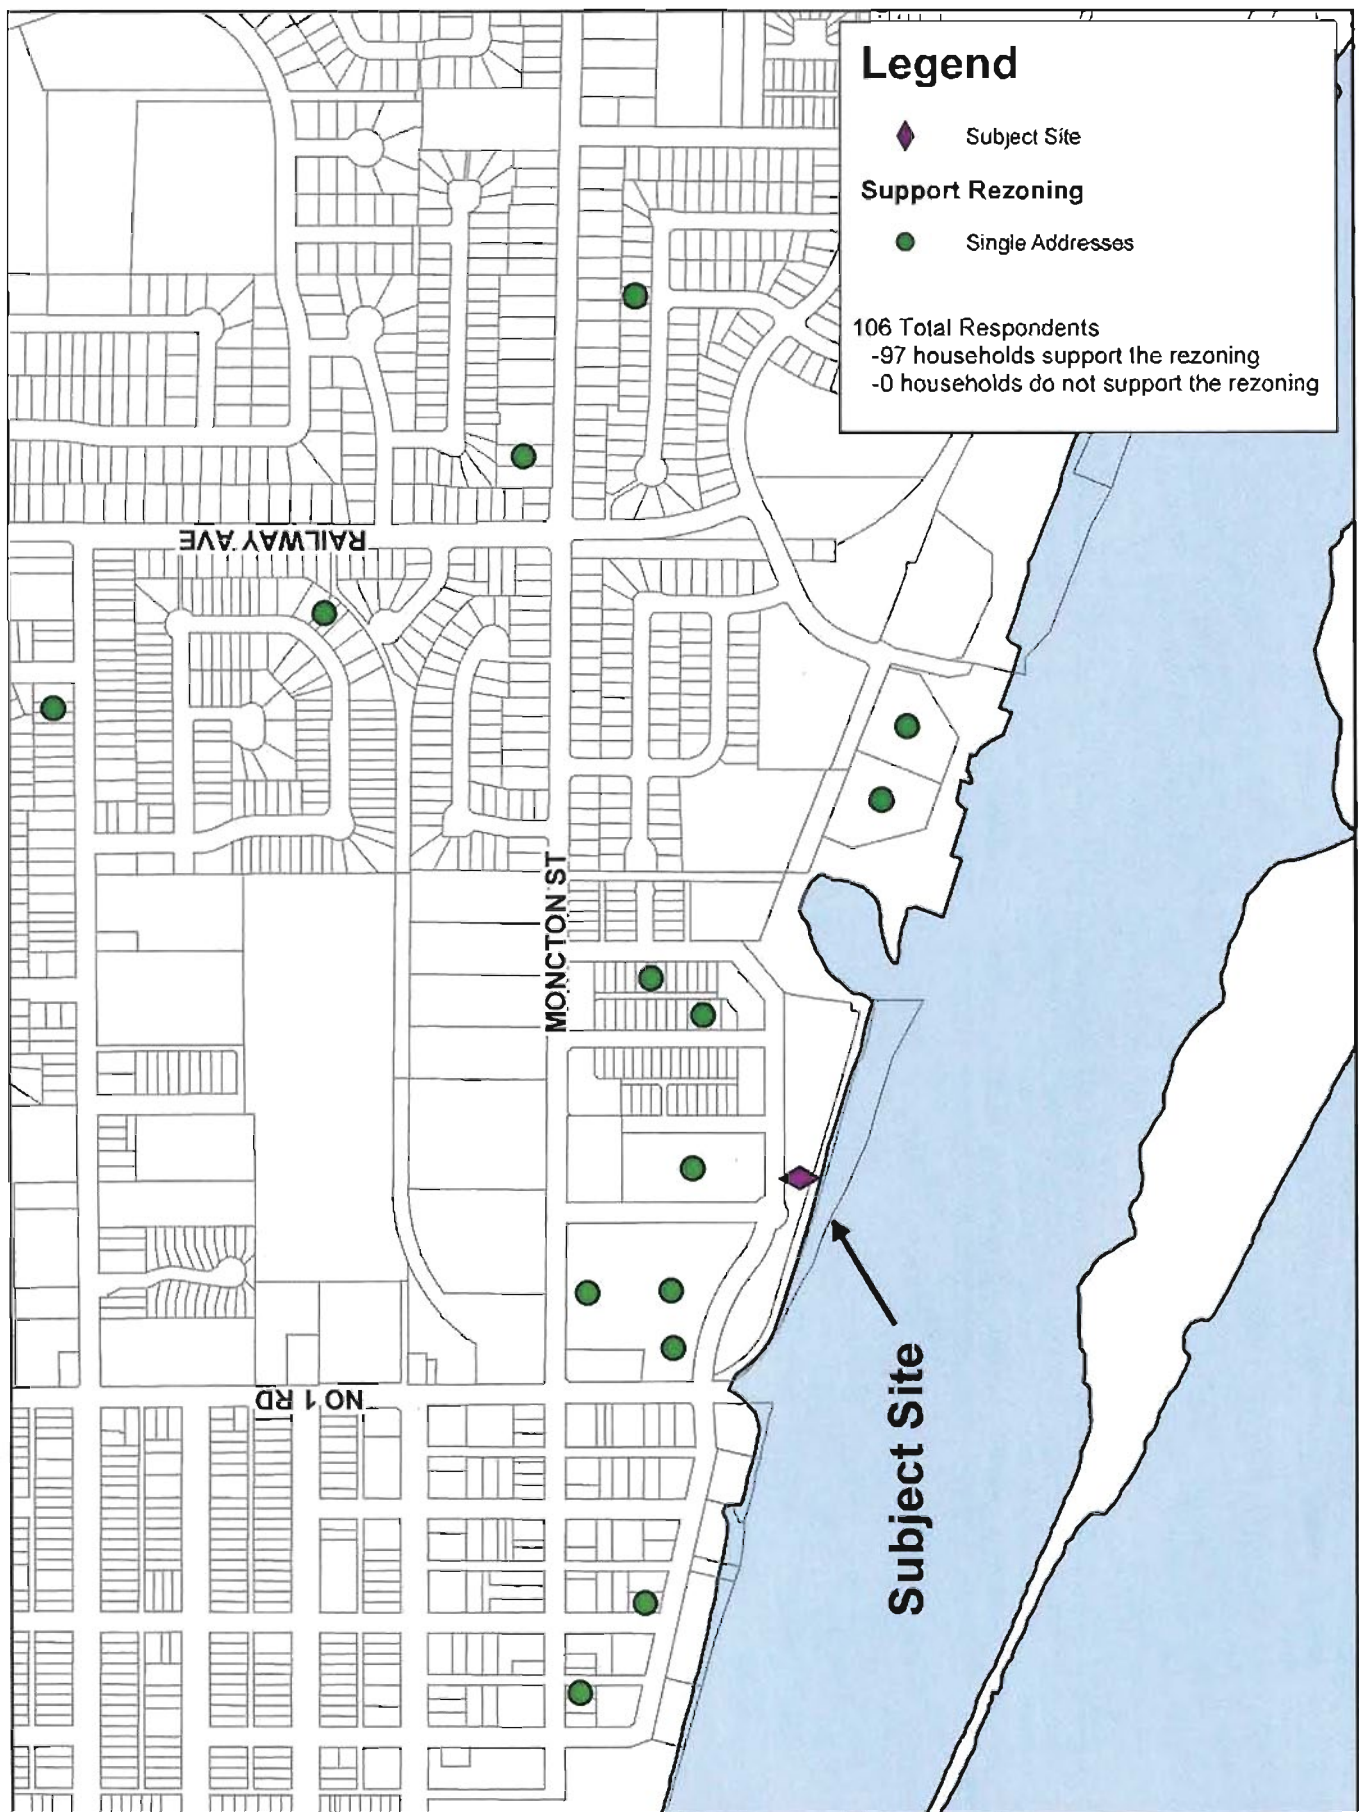 Legend
Subject Site
Support Rezoning
Single Addresses
106 Total Respondents
-97 households support the rezoning
-0 households do not support the rezoning
RAILWAY AVE
MONCTON ST
NO 1 RD
Subject Site